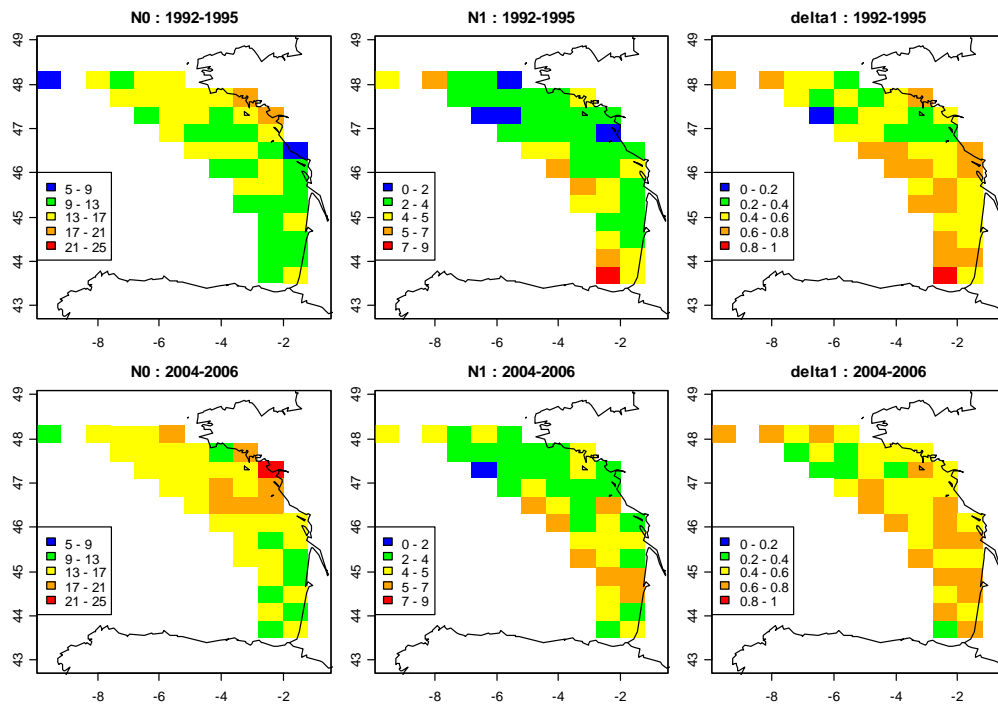 N0 : 1992-1995
N1 : 1992-1995
delta1 : 1992-1995
49
48
47
46
45
44
43
5 - 9
9 - 13
13 - 17
17 - 21
21 - 25
-8
-6
-4
-2
49
48
47
46
45
44
43
0 - 2
2 - 4
4 - 5
5 - 7
7 - 9
-8
-6
-4
-2
49
48
47
46
45
44
43
0 - 0.2
0.2 - 0.4
0.4 - 0.6
0.6 - 0.8
0.8 - 1
-8
-6
-4
-2
N0 : 2004-2006
N1 : 2004-2006
delta1 : 2004-2006
49
48
47
46
45
44
43
5 - 9
9 - 13
13 - 17
17 - 21
21 - 25
-8
-6
-4
-2
49
48
47
46
45
44
43
0 - 2
2 - 4
4 - 5
5 - 7
7 - 9
-8
-6
-4
-2
49
48
47
46
45
44
43
0 - 0.2
0.2 - 0.4
0.4 - 0.6
0.6 - 0.8
0.8 - 1
-8
-6
-4
-2